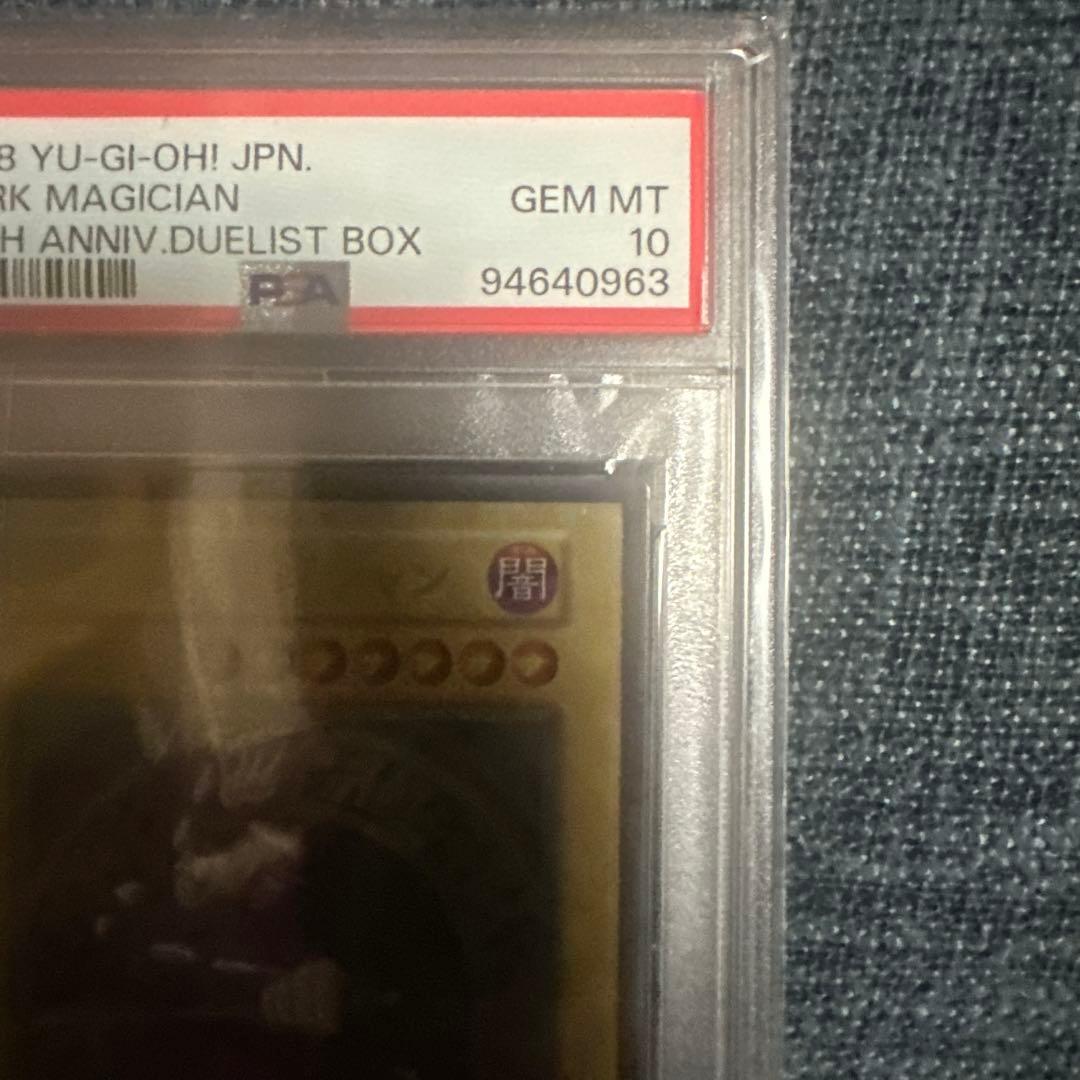 8 YU-GI-OH! JPN.
RK MAGICIAN GEM MT
H ANNIV.DUELIST BOX 10
94640963
PSA
闇